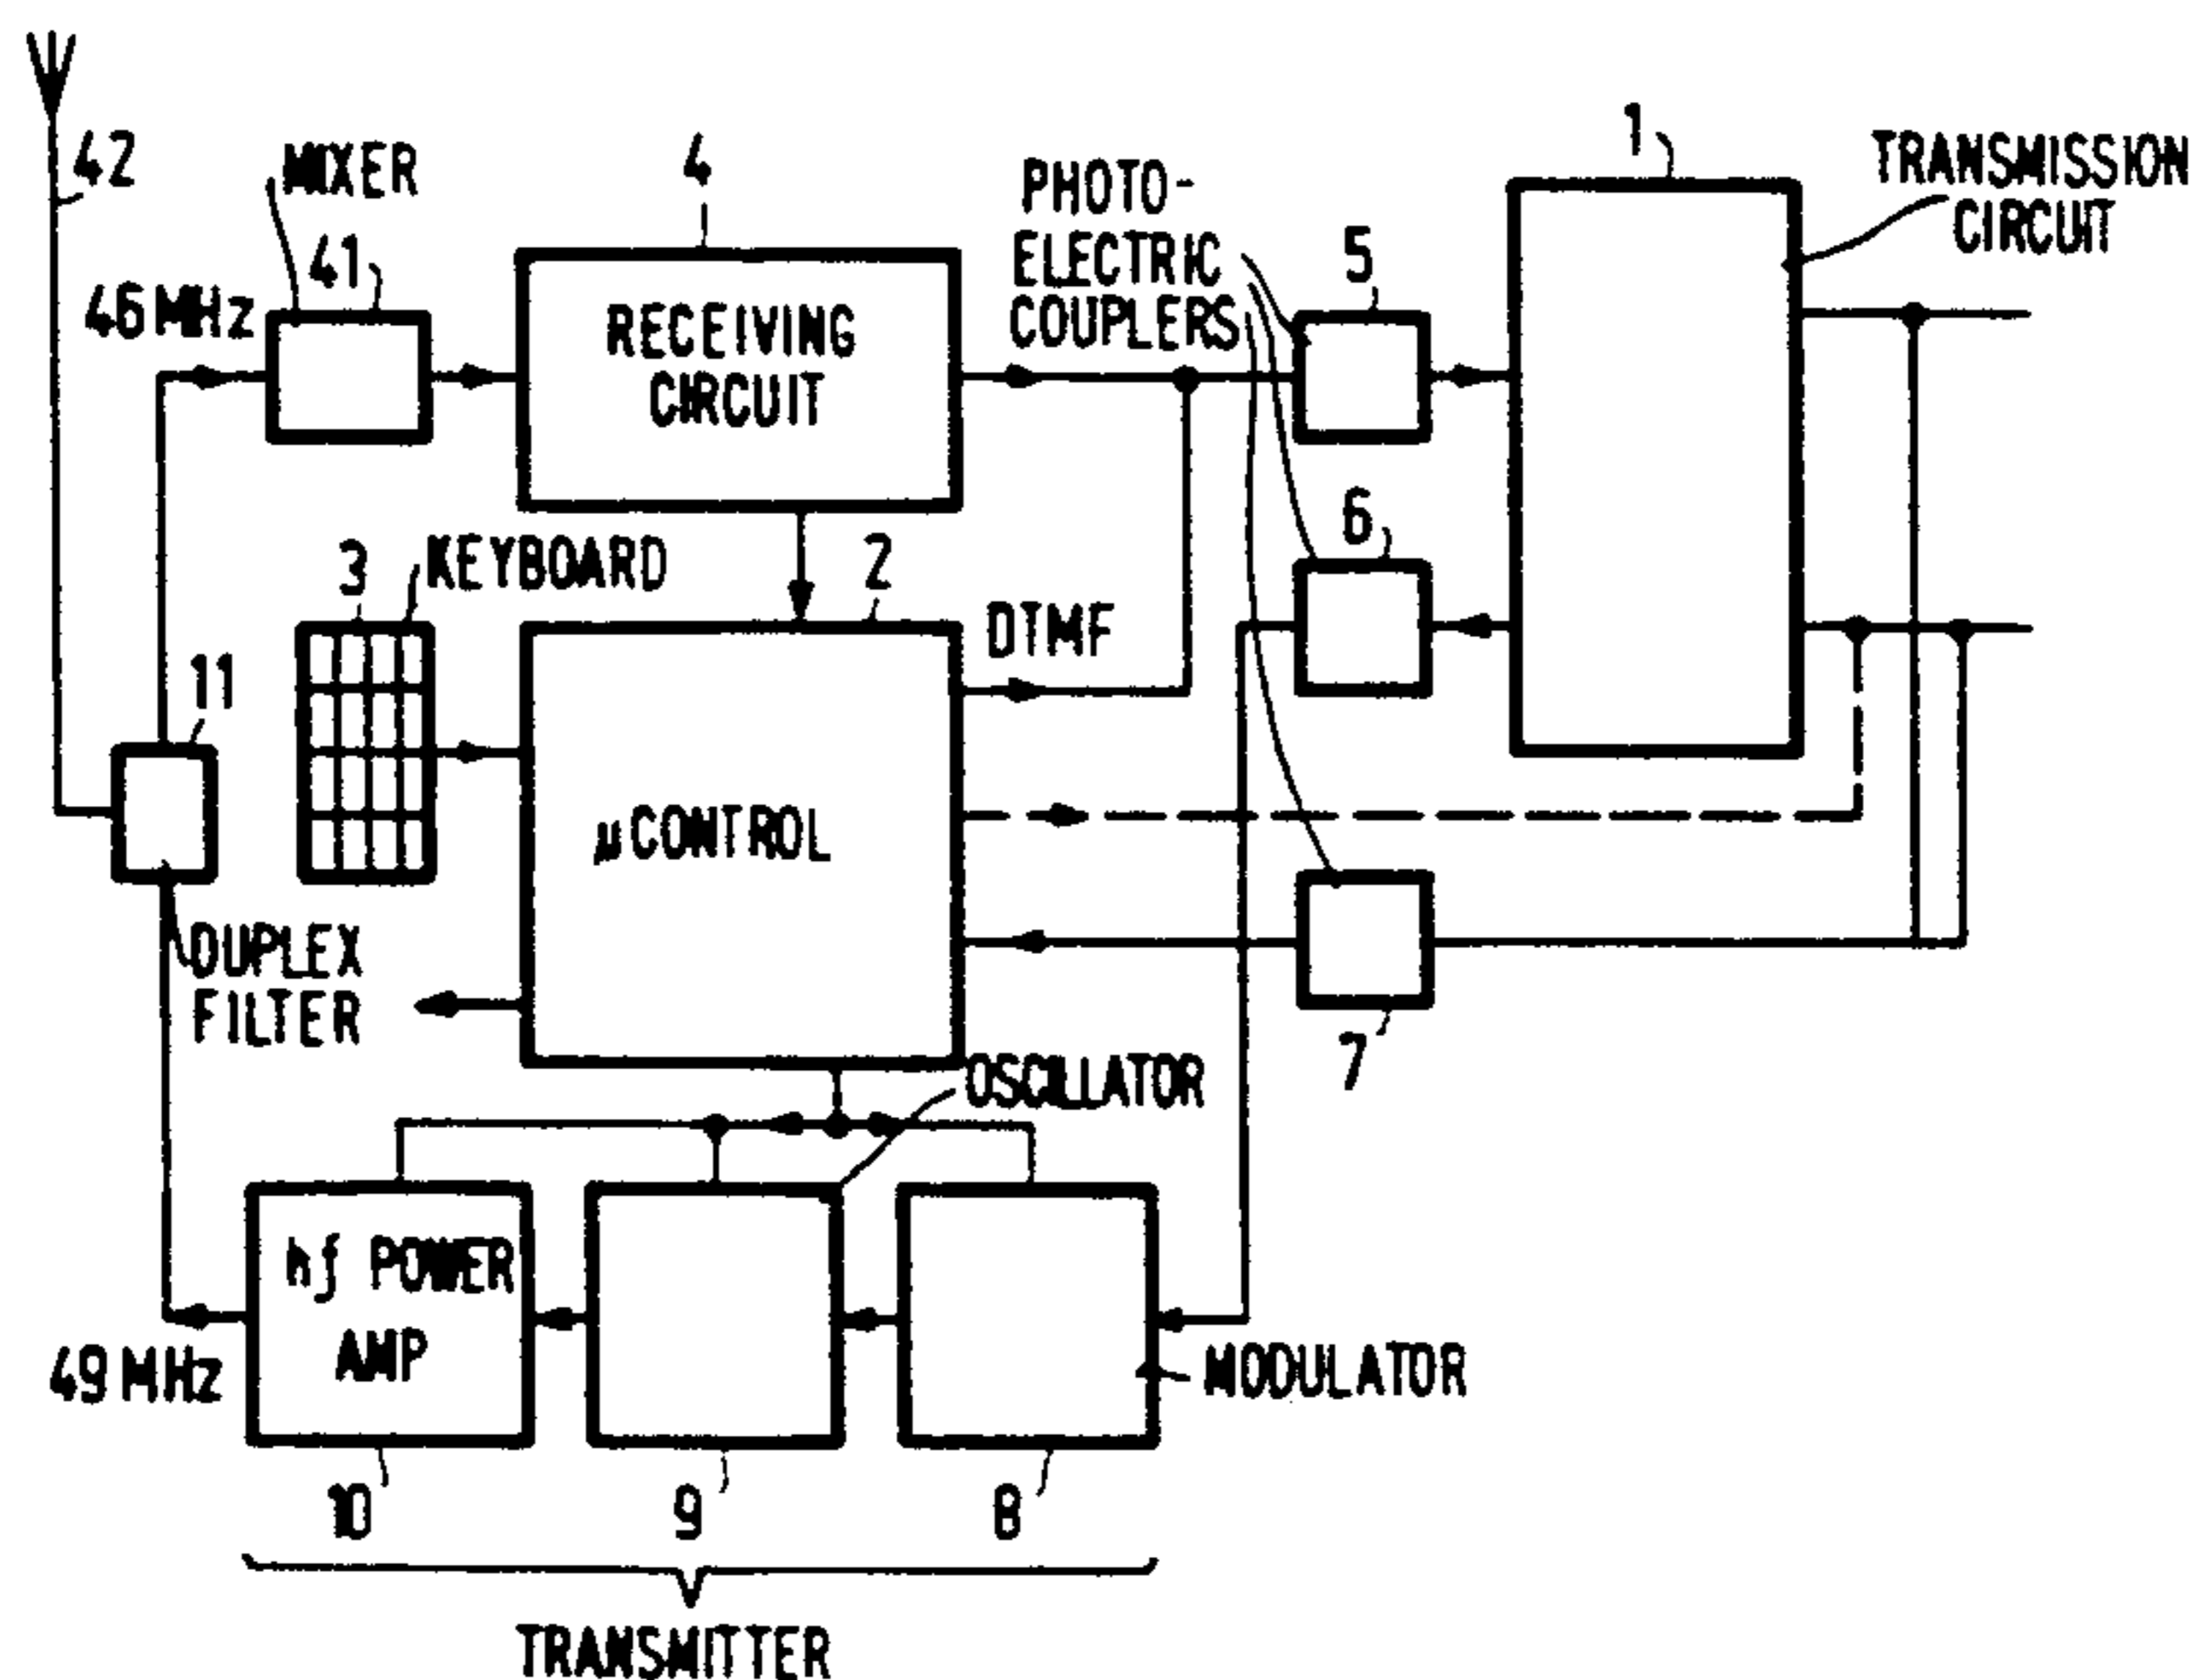 42
MIXER
41
46 MHz
4
RECEIVING
CIRCUIT
PHOTO-
ELECTRIC
COUPLERS
5
1
TRANSMISSION
CIRCUIT
6
3
KEYBOARD
2
DTMF
11
μ CONTROL
DUPLEX
FILTER
7
OSCILLATOR
hf POWER
AMP
49 MHz
MODULATOR
10
9
8
TRANSMITTER